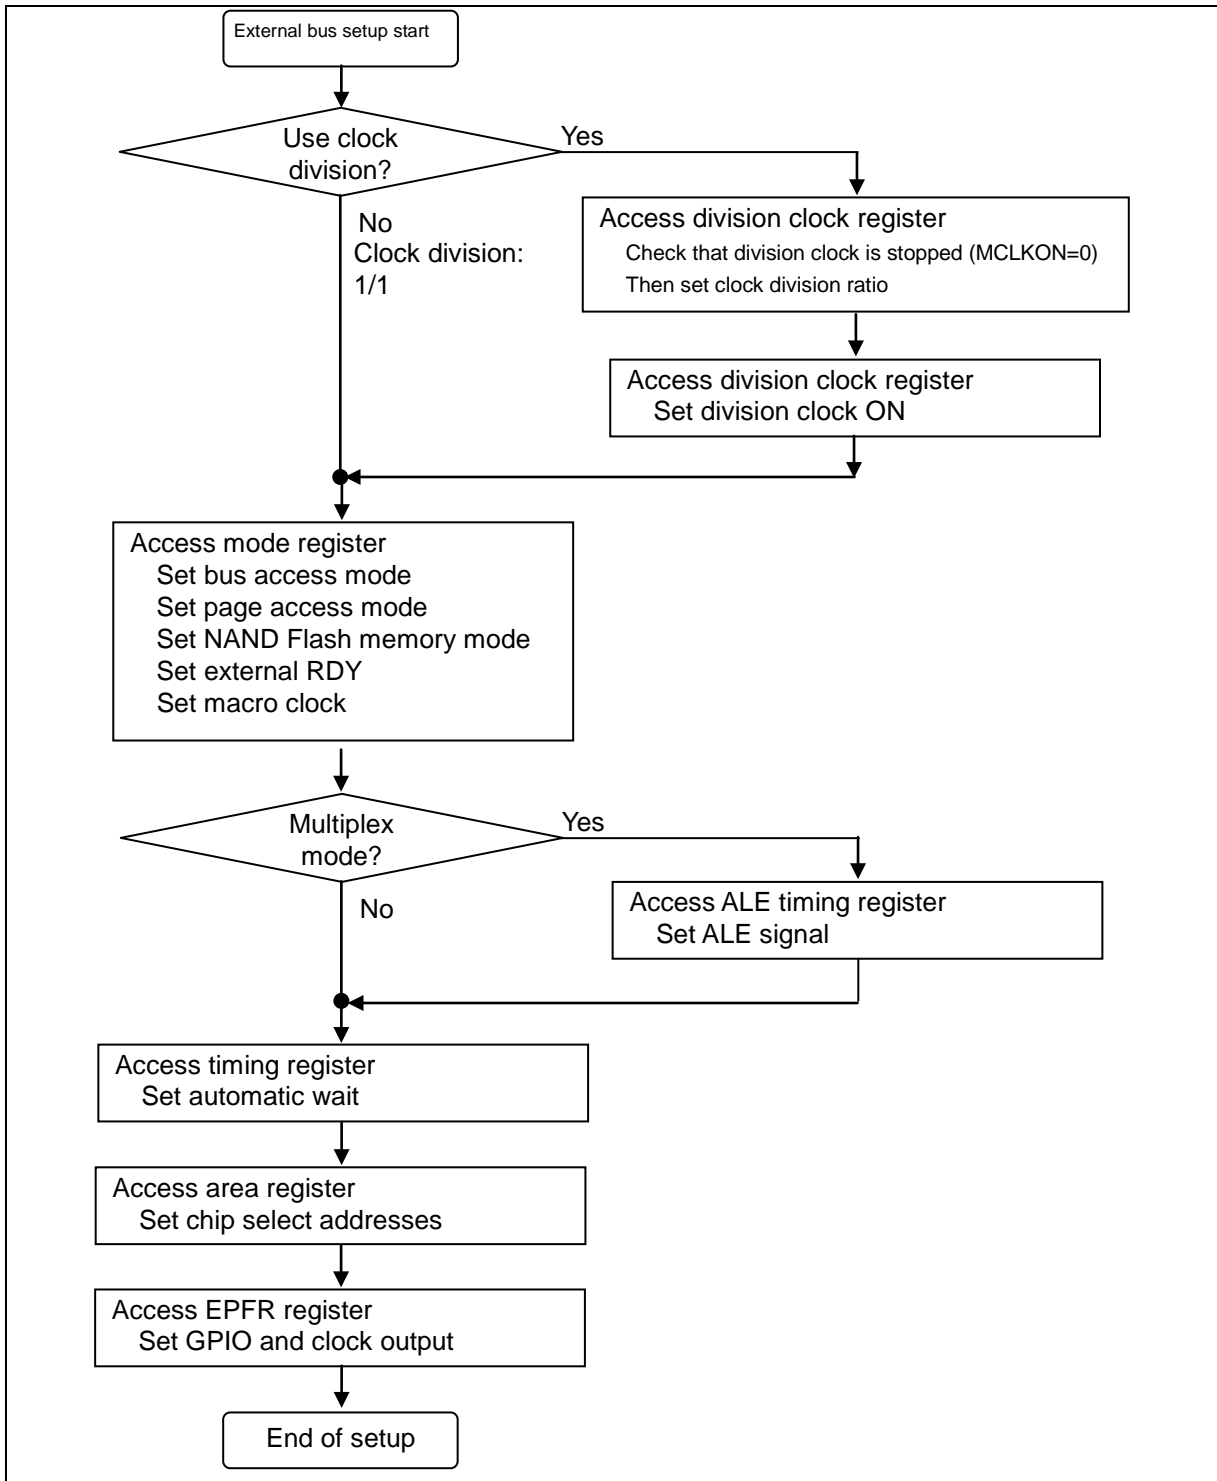 External bus setup start
Use clock
division?
Yes
No
Clock division:
1/1
Access division clock register
Check that division clock is stopped (MCLKON=0)
Then set clock division ratio
Access division clock register
Set division clock ON
Access mode register
Set bus access mode
Set page access mode
Set NAND Flash memory mode
Set external RDY
Set macro clock
Multiplex
mode?
Yes
No
Access ALE timing register
Set ALE signal
Access timing register
Set automatic wait
Access area register
Set chip select addresses
Access EPFR register
Set GPIO and clock output
End of setup